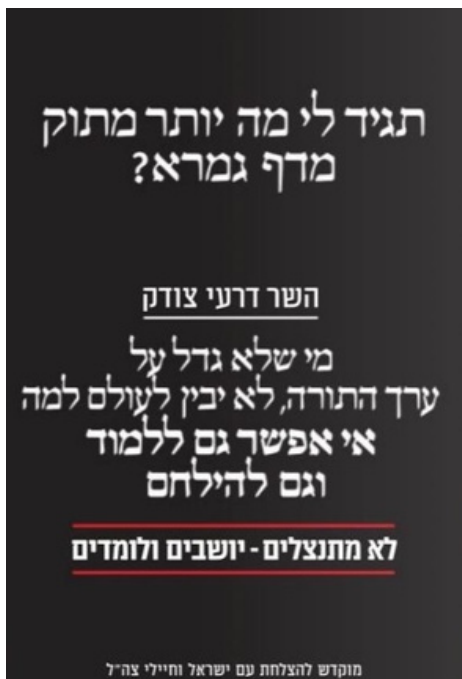 תגיד לי מה יותר מתוק
מדף גמרא?
השר דרעי צודק
מי שלא גדל על
ערך התורה, לא יבין לעולם למה
אי אפשר גם ללמוד
וגם להילחם
לא מתנצלים - יושבים ולומדים
מוקדש להצלחת עם ישראל וחיילי צה"ל